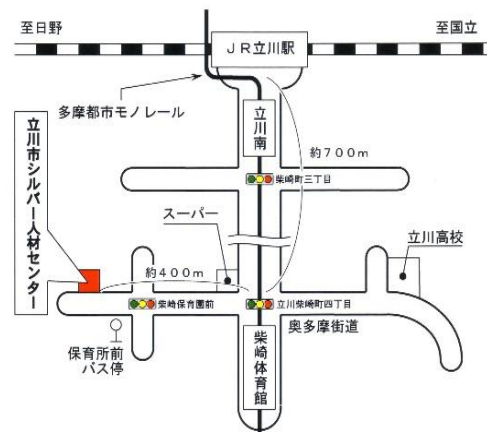 至日野
至国立
JR立川駅
多摩都市モノレール
立川南
約700m
柴崎町三丁目
立川市シルバー人材センター
スーパー
立川高校
約400m
柴崎保育園前
立川柴崎町四丁目
奥多摩街道
保育所前
バス停
柴崎体育館